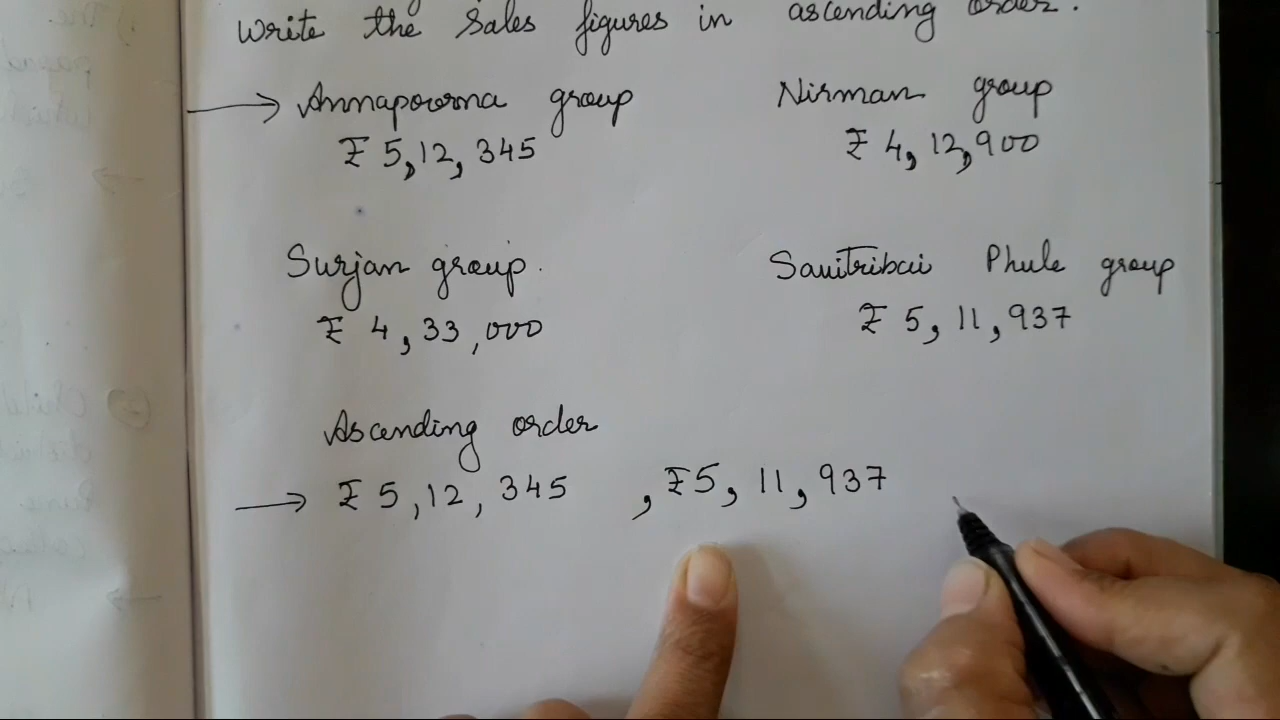 Write the Sales figures in ascending order.
→ Annapoorna group Nirman group
₹ 5,12,345 ₹ 4,12,900
Surjan group. Savitribai Phule group
₹ 4,33,000 ₹ 5,11,937
Ascending order
→ ₹ 5,12,345 , ₹5,11,937